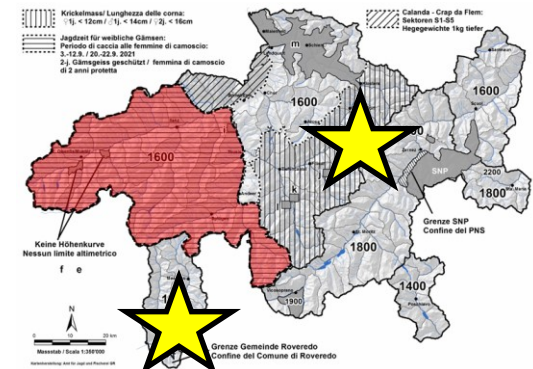 Krickelmass/ Lunghezza delle corna:
♀1j. < 12cm / ♂1j. < 14cm / ♀2j. < 16cm
Jagdzeit für weibliche Gämsen:
Periodo di caccia alle femmine di camoscio:
3.-12.9. / 20.-22.9. 2021
2-j. Gämsgeiss geschützt / femmina di camoscio
di 2 anni protetta
Calanda - Crap da Flem:
Sektoren S1-S5
Hegegewichte 1kg tiefer
m
1600
1600
1600
k
SNP
2200
1800
Grenze SNP
Confine del PNS
1800
Keine Höhenkurve
Nessun limite altimetrico
f e
1900
1400
N
0 10 20 km
Masstab / Scala 1:350'000
Grenze Gemeinde Roveredo
Confine del Comune di Roveredo